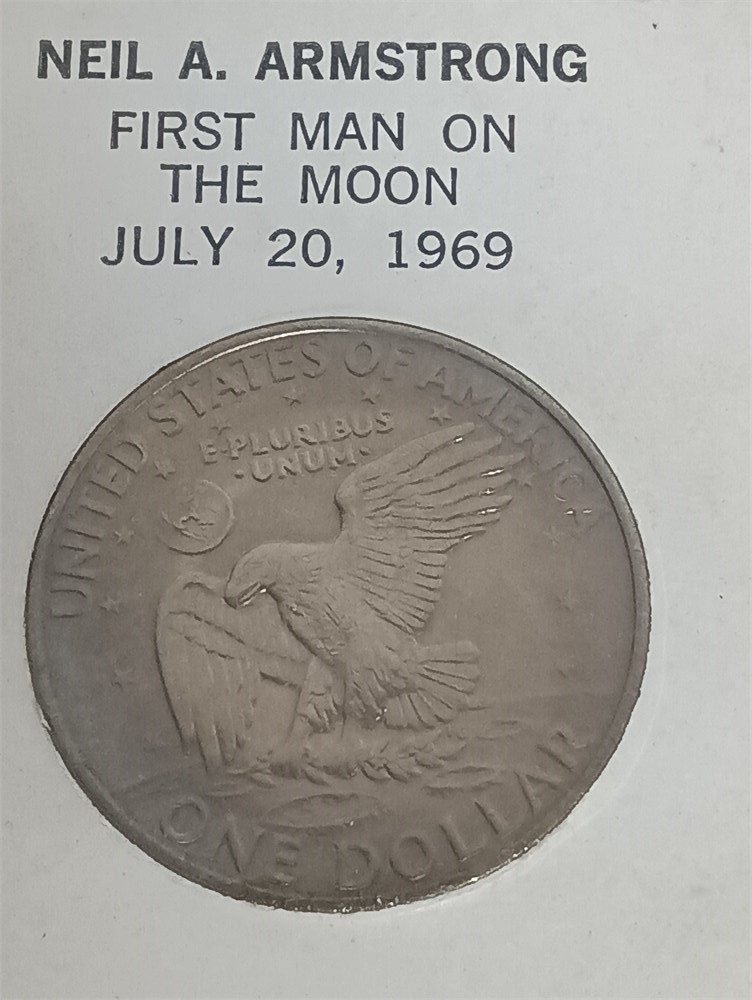 NEIL A. ARMSTRONG
FIRST MAN ON
THE MOON
JULY 20, 1969
UNITED STATES OF AMERICA
E·PLURIBUS
·UNUM·
ONE DOLLAR